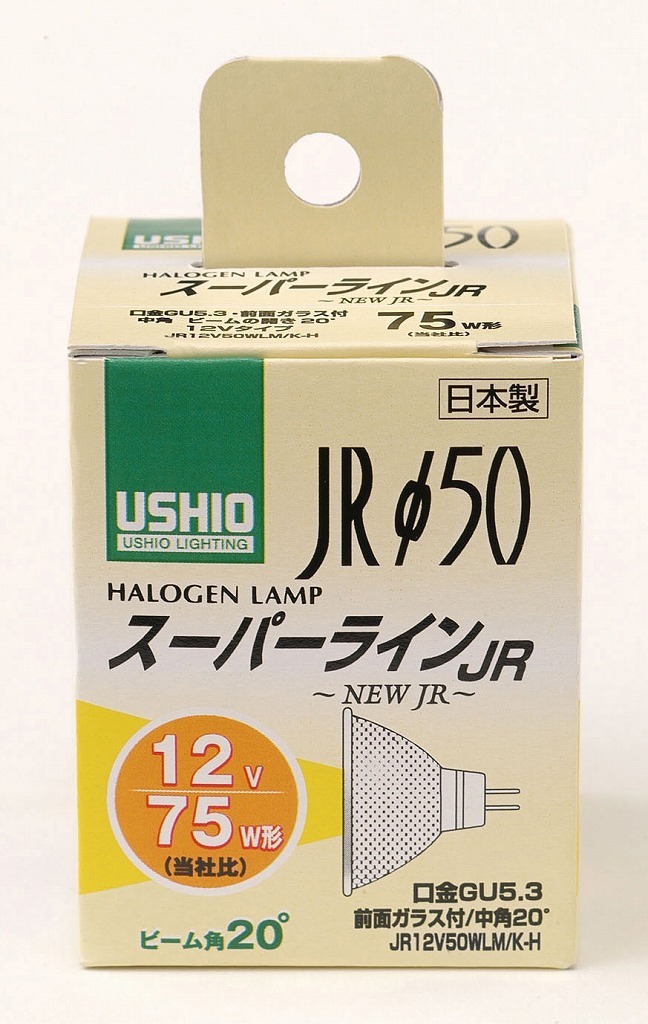 USHIO
50
HALOGEN LAMP
スーパーラインJR
～NEW JR～
口金GU5.3・前面ガラス付
中角 ビームの開き20°
12Vタイプ
JR12V50WLM/K-H
75W形
(当社比)
日本製
USHIO
USHIO LIGHTING
JRφ50
HALOGEN LAMP
スーパーラインJR
～NEW JR～
12V
75W形
(当社比)
口金GU5.3
前面ガラス付/中角20°
JR12V50WLM/K-H
ビーム角20°